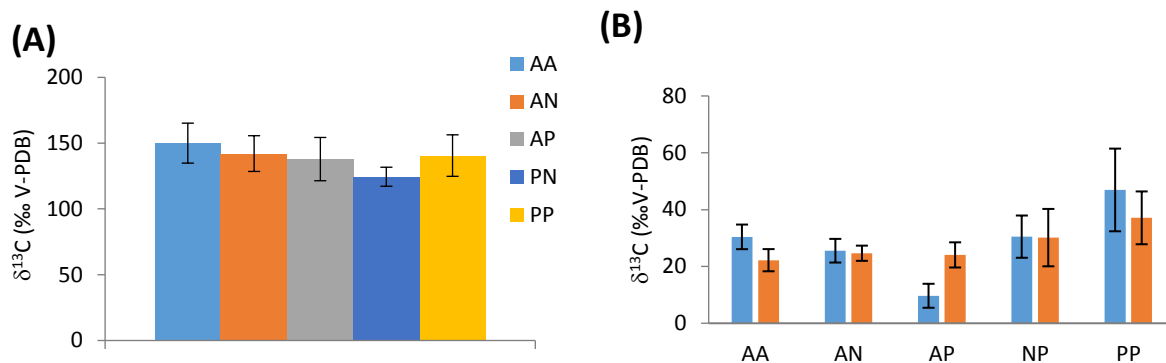 (A)
200
150
100
50
0
δ13C (‰ V-PDB)
AA
AN
AP
PN
PP
(B)
80
60
40
20
0
δ13C (‰V-PDB)
AA AN AP NP PP